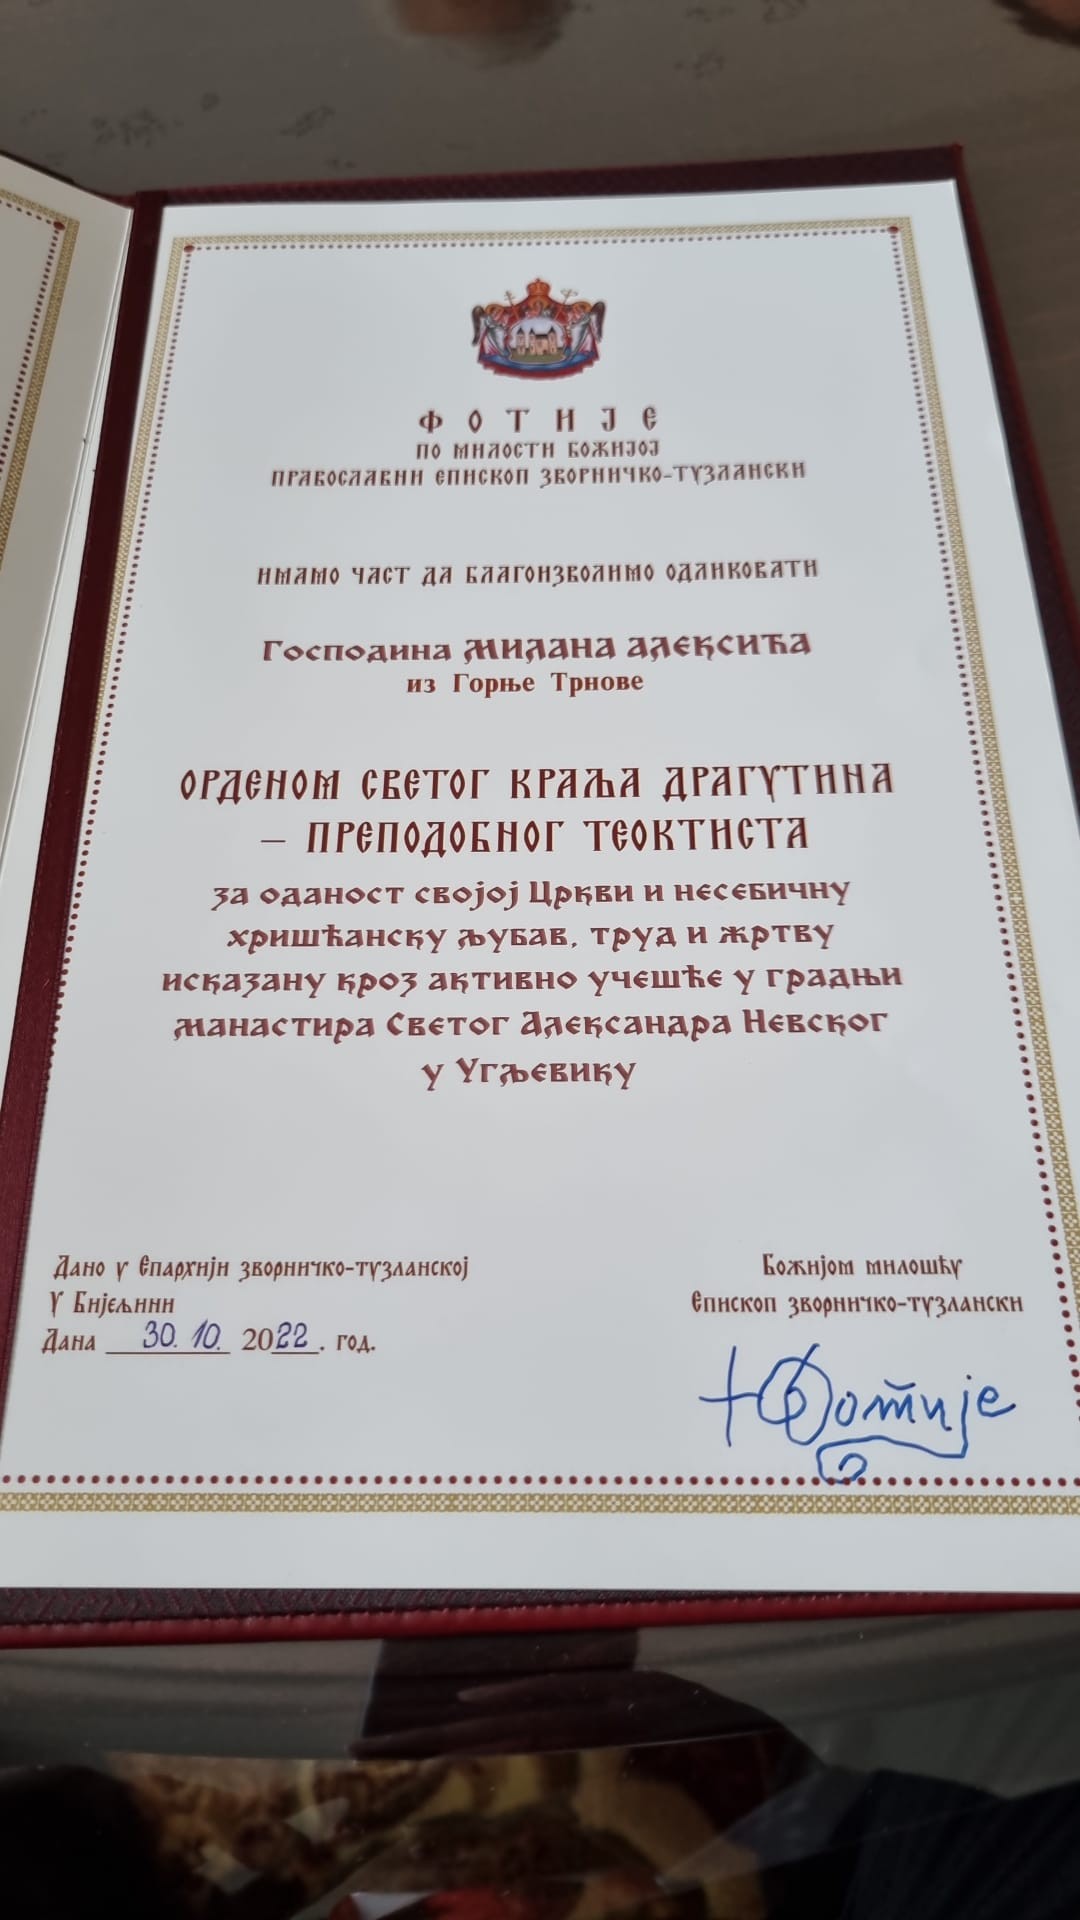 ФОТИЈЕ
ПО МИЛОСТИ БОЖИЈОЈ
ПРАВОСЛАВНИ ЕПИСКОП ЗВОРНИЧКО-ТУЗЛАНСКИ
ИМАМО ЧАСТ ДА БЛАГОИЗВОЛИМО ОДЛИКОВАТИ
Господина МИЛАНА АЛЕКСИЋА
из Горње Трнове
ОРДЕНОМ СВЕТОГ КРАЉА ДРАГУТИНА
– ПРЕПОДОБНОГ ТЕОКТИСТА
за оданост својој Цркви и несебичну
хришћанску љубав, труд и жртву
исказану кроз активно учешће у градњи
манастира Светог Александра Невског
у Угљевику
Дано у Епархији зворничко-тузланској
У Бијељини
Дана 30. 10. 2022. год.
Божијом милошћу
Епископ зворничко-тузлански
+Фотије